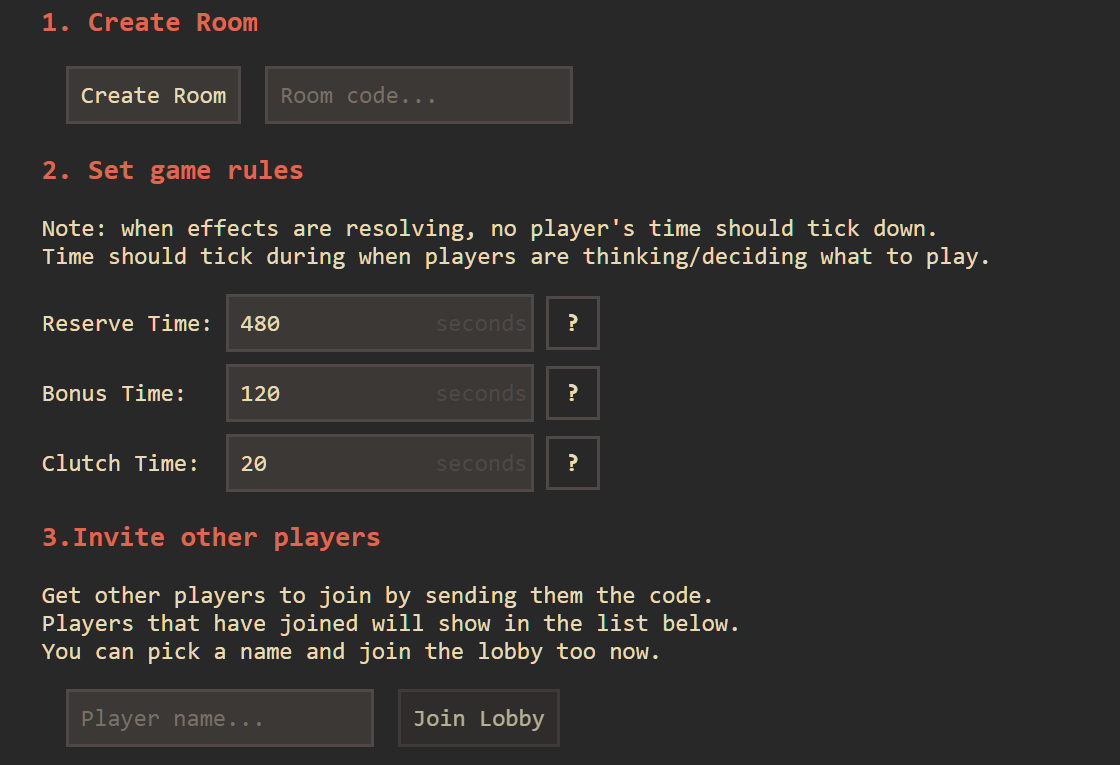 1. Create Room
Create Room Room code...
2. Set game rules
Note: when effects are resolving, no player's time should tick down.
Time should tick during when players are thinking/deciding what to play.
Reserve Time: 480 seconds ?
Bonus Time: 120 seconds ?
Clutch Time: 20 seconds ?
3.Invite other players
Get other players to join by sending them the code.
Players that have joined will show in the list below.
You can pick a name and join the lobby too now.
Player name... Join Lobby